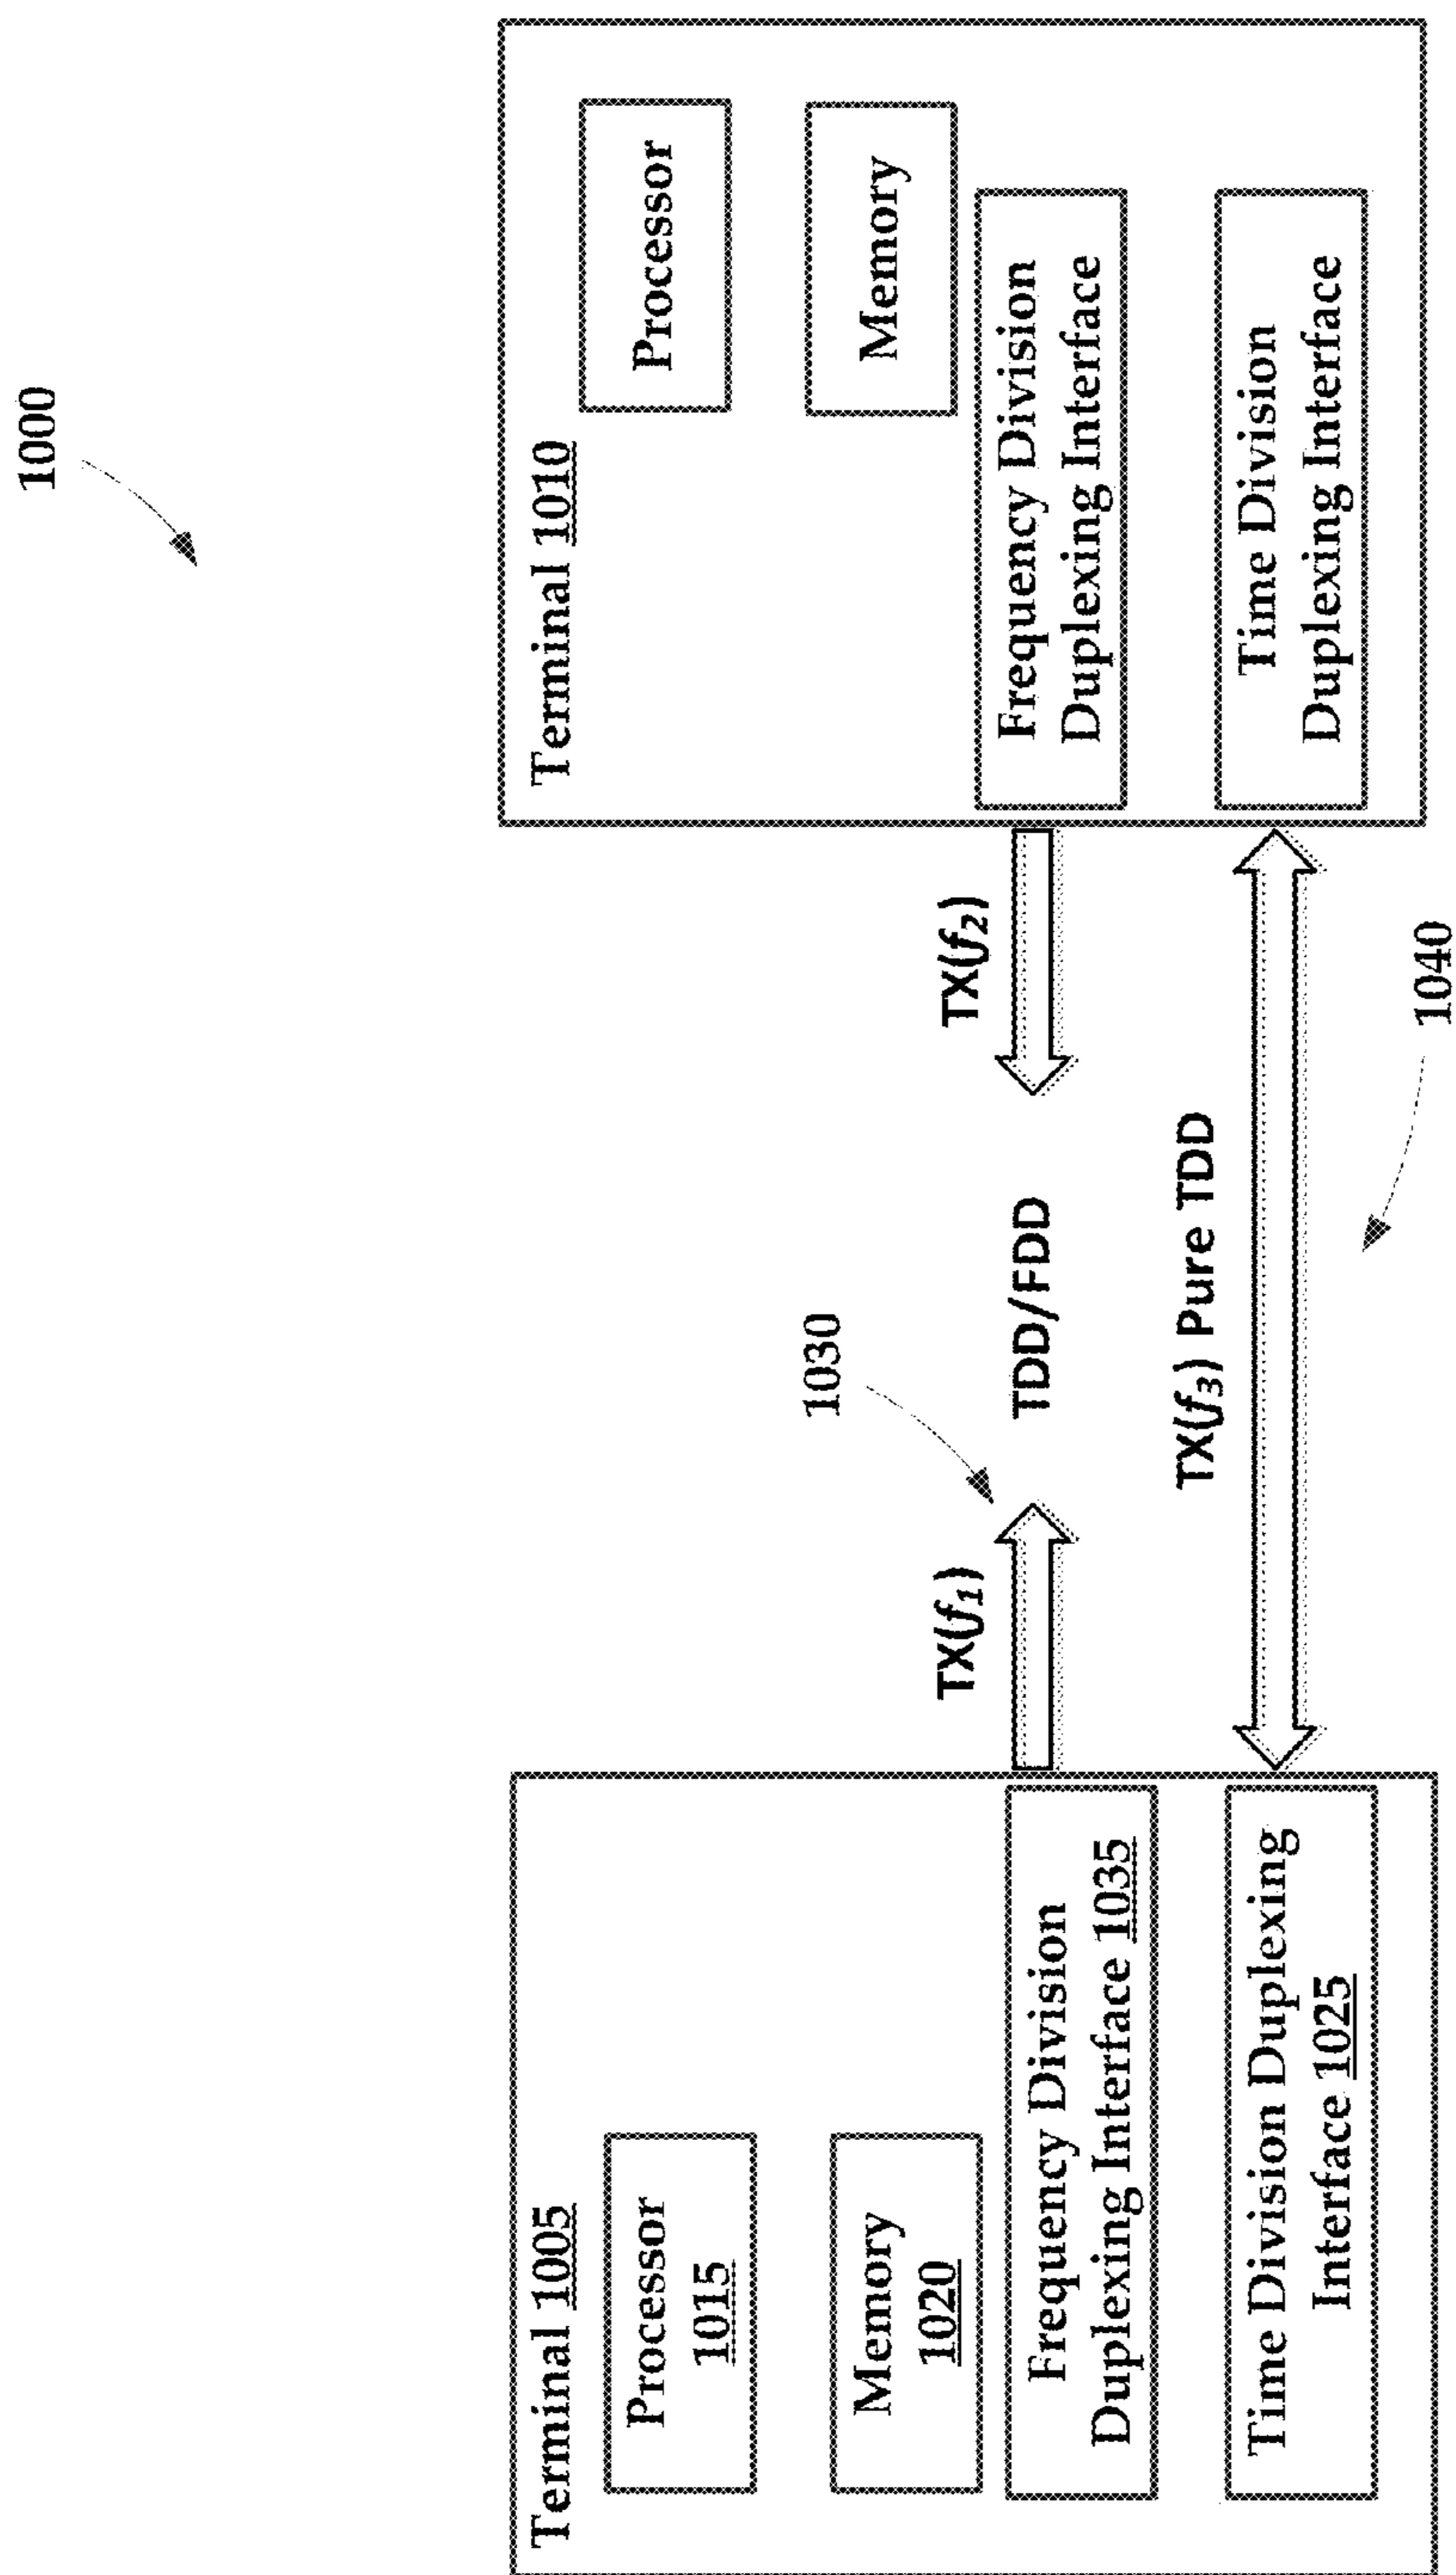 1000
Terminal 1005
Processor
1015
Memory
1020
Frequency Division
Duplexing Interface 1035
Time Division Duplexing
Interface 1025
TX(f1)
1030
TDD/FDD
TX(f2)
TX(f3) Pure TDD
1040
Terminal 1010
Processor
Memory
Frequency Division
Duplexing Interface
Time Division
Duplexing Interface